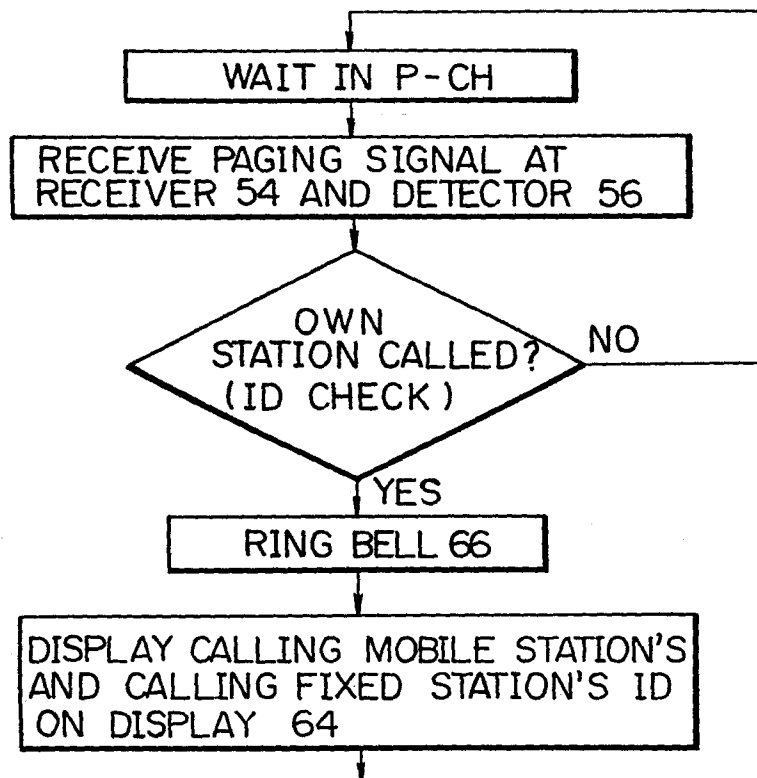 WAIT IN P-CH
RECEIVE PAGING SIGNAL AT
RECEIVER 54 AND DETECTOR 56
OWN
STATION CALLED?
(ID CHECK)
NO
YES
RING BELL 66
DISPLAY CALLING MOBILE STATION'S
AND CALLING FIXED STATION'S ID
ON DISPLAY 64